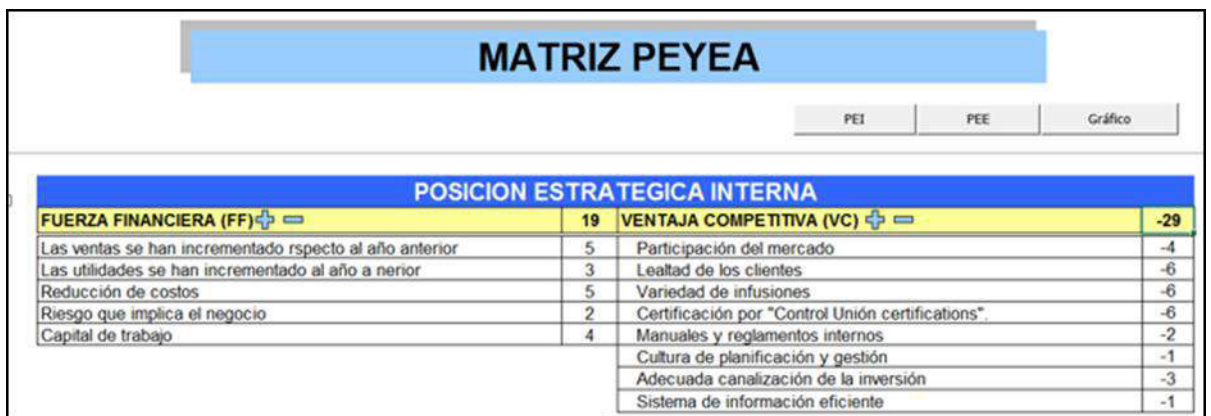 MATRIZ PEYEA
PEI PEE Gráfico
POSICION ESTRATEGICA INTERNA
FUERZA FINANCIERA (FF) 19 VENTAJA COMPETITIVA (VC) -29
Las ventas se han incrementado rspecto al año anterior 5 Participación del mercado -4
Las utilidades se han incrementado al año a nerior 3 Lealtad de los clientes -6
Reducción de costos 5 Variedad de infusiones -6
Riesgo que implica el negocio 2 Certificación por "Control Unión certifications". -6
Capital de trabajo 4 Manuales y reglamentos internos -2
Cultura de planificación y gestión -1
Adecuada canalización de la inversión -3
Sistema de información eficiente -1